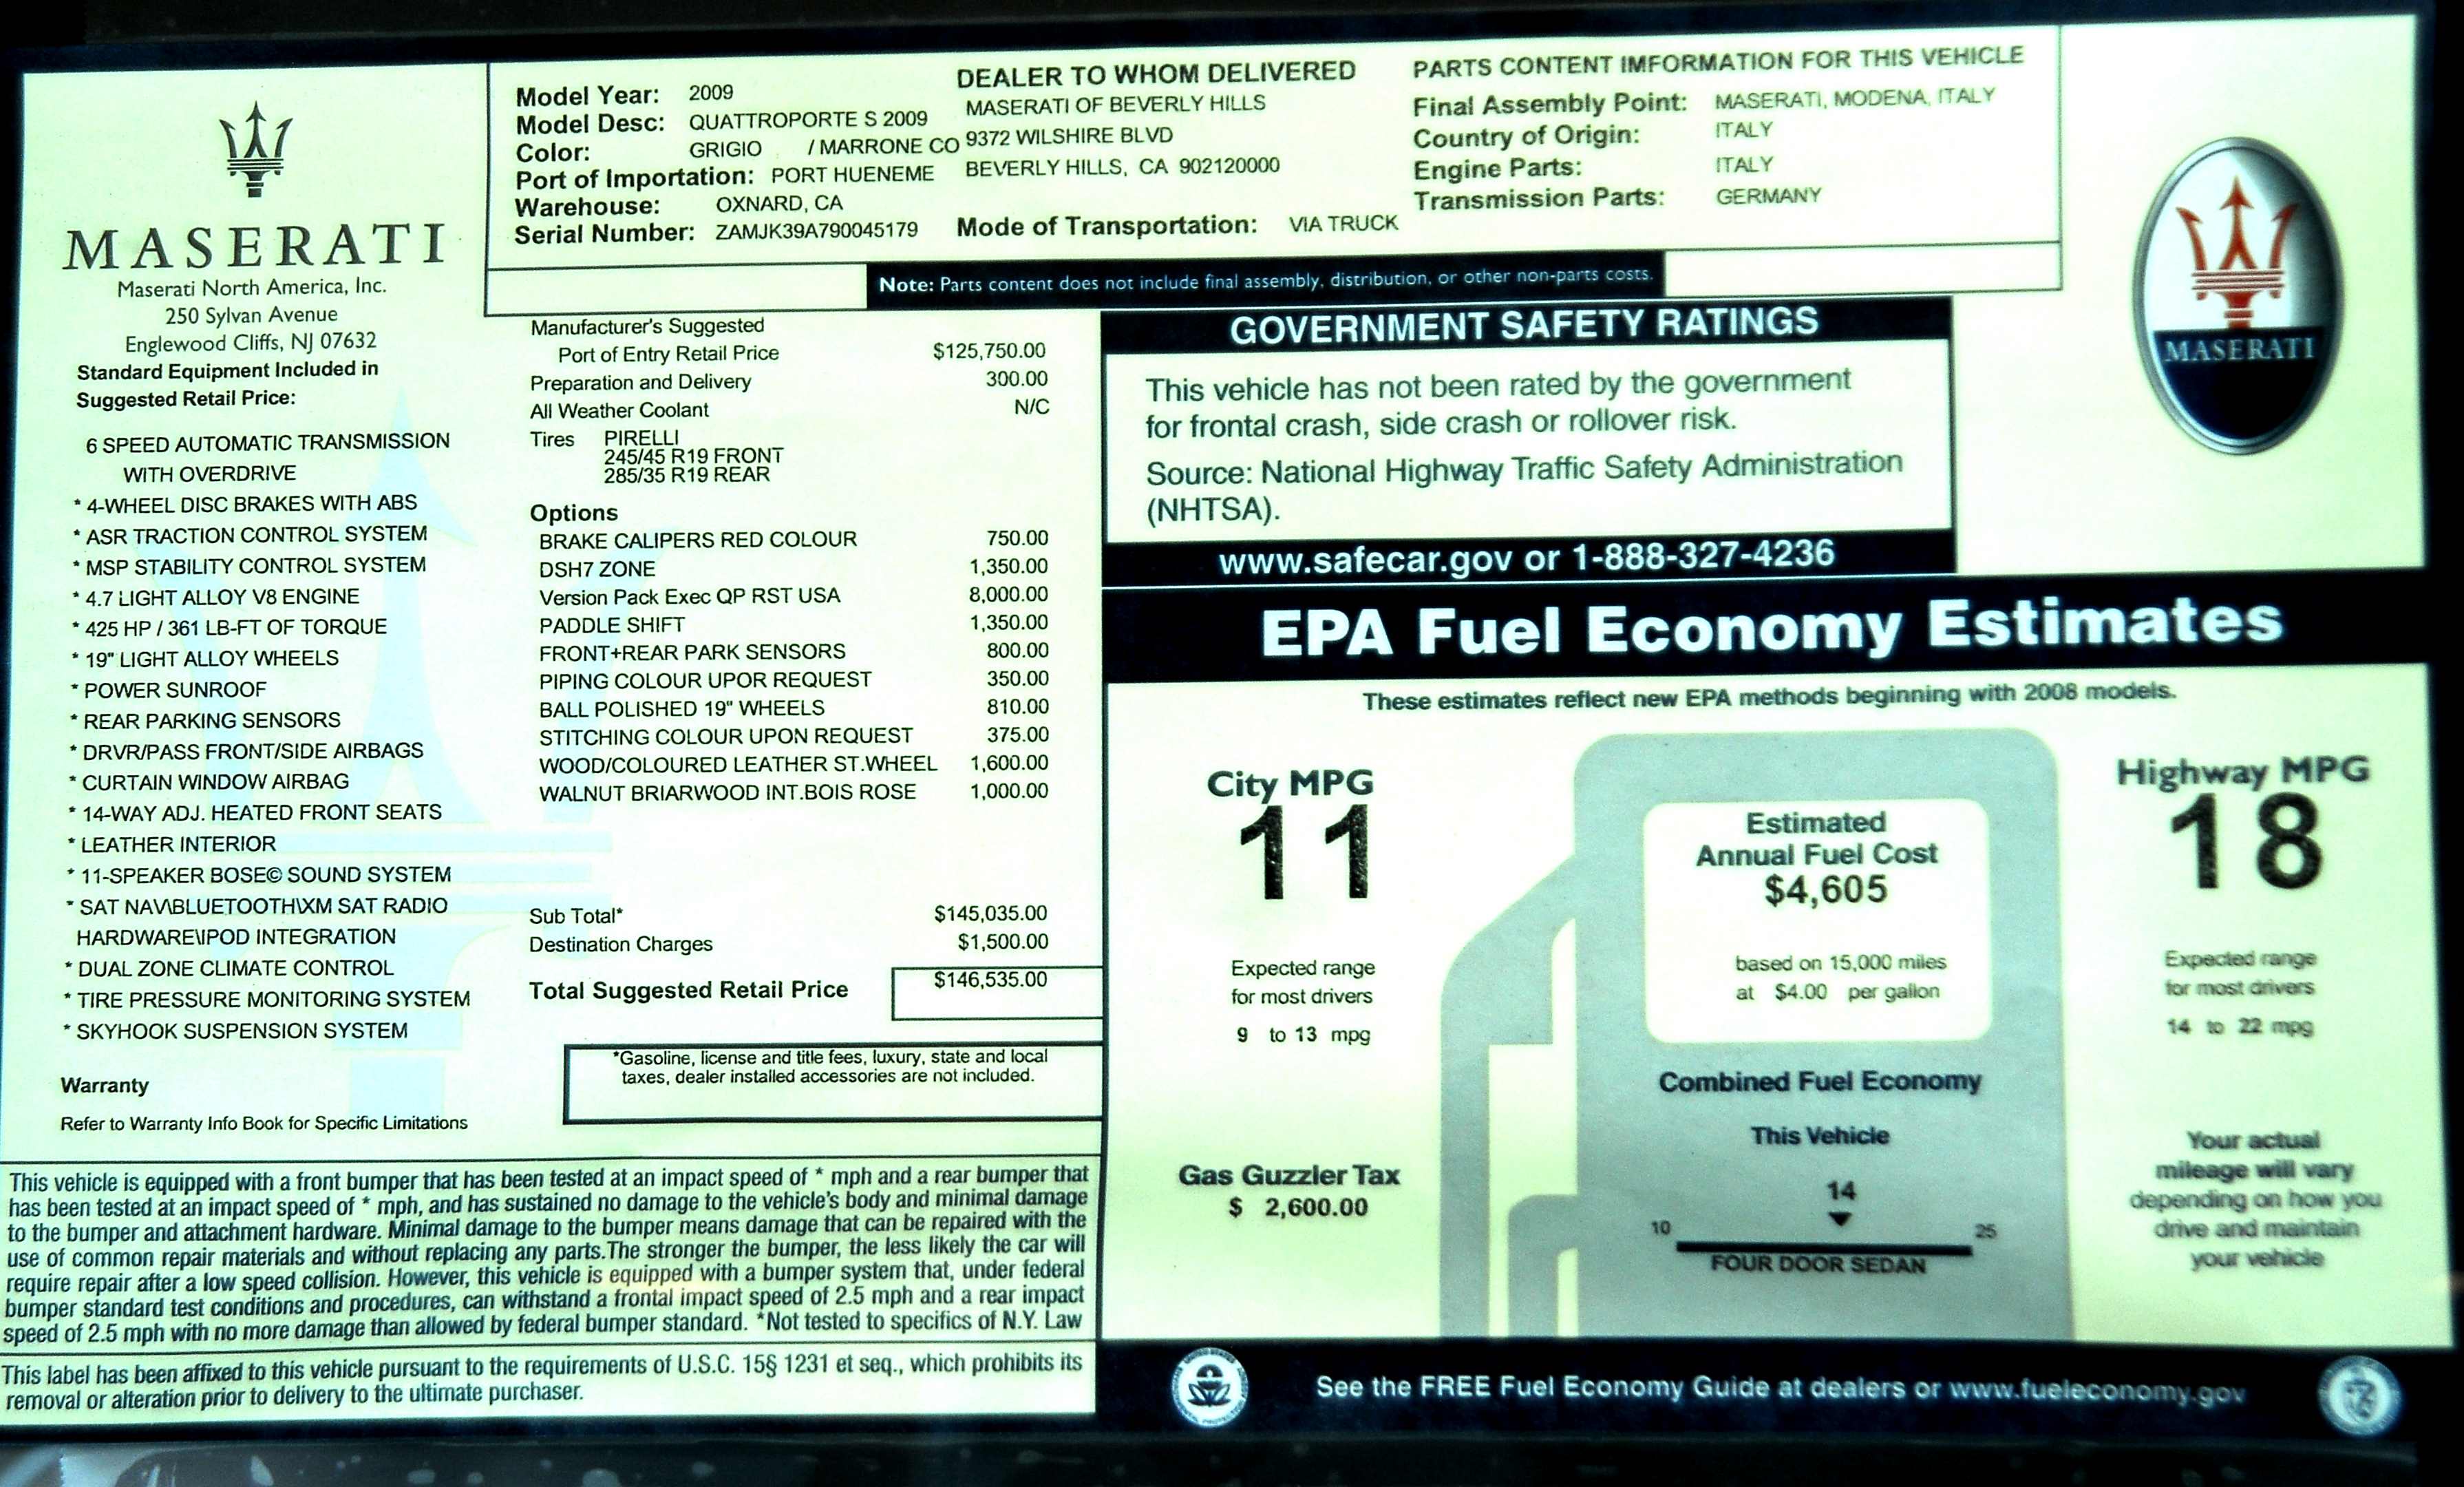 MASERATI
Maserati North America, Inc.
250 Sylvan Avenue
Englewood Cliffs, NJ 07632
Standard Equipment Included in
Suggested Retail Price:
6 SPEED AUTOMATIC TRANSMISSION
WITH OVERDRIVE
* 4-WHEEL DISC BRAKES WITH ABS
* ASR TRACTION CONTROL SYSTEM
* MSP STABILITY CONTROL SYSTEM
* 4.7 LIGHT ALLOY V8 ENGINE
* 425 HP / 361 LB-FT OF TORQUE
* 19" LIGHT ALLOY WHEELS
* POWER SUNROOF
* REAR PARKING SENSORS
* DRVR/PASS FRONT/SIDE AIRBAGS
* CURTAIN WINDOW AIRBAG
* 14-WAY ADJ. HEATED FRONT SEATS
* LEATHER INTERIOR
* 11-SPEAKER BOSE© SOUND SYSTEM
* SAT NAV\BLUETOOTH\XM SAT RADIO
HARDWARE\IPOD INTEGRATION
* DUAL ZONE CLIMATE CONTROL
* TIRE PRESSURE MONITORING SYSTEM
* SKYHOOK SUSPENSION SYSTEM
Warranty
Refer to Warranty Info Book for Specific Limitations
Model Year: 2009
Model Desc: QUATTROPORTE S 2009
Color: GRIGIO / MARRONE CO
Port of Importation: PORT HUENEME
Warehouse: OXNARD, CA
Serial Number: ZAMJK39A790045179
DEALER TO WHOM DELIVERED
MASERATI OF BEVERLY HILLS
9372 WILSHIRE BLVD
BEVERLY HILLS, CA 902120000
Mode of Transportation: VIA TRUCK
PARTS CONTENT IMFORMATION FOR THIS VEHICLE
Final Assembly Point: MASERATI, MODENA, ITALY
Country of Origin: ITALY
Engine Parts: ITALY
Transmission Parts: GERMANY
Note: Parts content does not include final assembly, distribution, or other non-parts costs.
MASERATI
Manufacturer's Suggested
Port of Entry Retail Price $125,750.00
Preparation and Delivery 300.00
All Weather Coolant N/C
Tires PIRELLI
245/45 R19 FRONT
285/35 R19 REAR
Options
BRAKE CALIPERS RED COLOUR 750.00
DSH7 ZONE 1,350.00
Version Pack Exec QP RST USA 8,000.00
PADDLE SHIFT 1,350.00
FRONT+REAR PARK SENSORS 800.00
PIPING COLOUR UPOR REQUEST 350.00
BALL POLISHED 19" WHEELS 810.00
STITCHING COLOUR UPON REQUEST 375.00
WOOD/COLOURED LEATHER ST.WHEEL 1,600.00
WALNUT BRIARWOOD INT.BOIS ROSE 1,000.00
Sub Total* $145,035.00
Destination Charges $1,500.00
Total Suggested Retail Price $146,535.00
*Gasoline, license and title fees, luxury, state and local
taxes, dealer installed accessories are not included.
GOVERNMENT SAFETY RATINGS
This vehicle has not been rated by the government
for frontal crash, side crash or rollover risk.
Source: National Highway Traffic Safety Administration
(NHTSA).
www.safecar.gov or 1-888-327-4236
EPA Fuel Economy Estimates
These estimates reflect new EPA methods beginning with 2008 models.
City MPG
11
Expected range
for most drivers
9 to 13 mpg
Gas Guzzler Tax
$ 2,600.00
Estimated
Annual Fuel Cost
$4,605
based on 15,000 miles
at $4.00 per gallon
Combined Fuel Economy
This Vehicle
14
10 25
FOUR DOOR SEDAN
Highway MPG
18
Expected range
for most drivers
14 to 22 mpg
Your actual
mileage will vary
depending on how you
drive and maintain
your vehicle
This vehicle is equipped with a front bumper that has been tested at an impact speed of * mph and a rear bumper that
has been tested at an impact speed of * mph, and has sustained no damage to the vehicle's body and minimal damage
to the bumper and attachment hardware. Minimal damage to the bumper means damage that can be repaired with the
use of common repair materials and without replacing any parts.The stronger the bumper, the less likely the car will
require repair after a low speed collision. However, this vehicle is equipped with a bumper system that, under federal
bumper standard test conditions and procedures, can withstand a frontal impact speed of 2.5 mph and a rear impact
speed of 2.5 mph with no more damage than allowed by federal bumper standard. *Not tested to specifics of N.Y. Law
This label has been affixed to this vehicle pursuant to the requirements of U.S.C. 15§ 1231 et seq., which prohibits its
removal or alteration prior to delivery to the ultimate purchaser.
See the FREE Fuel Economy Guide at dealers or www.fueleconomy.gov